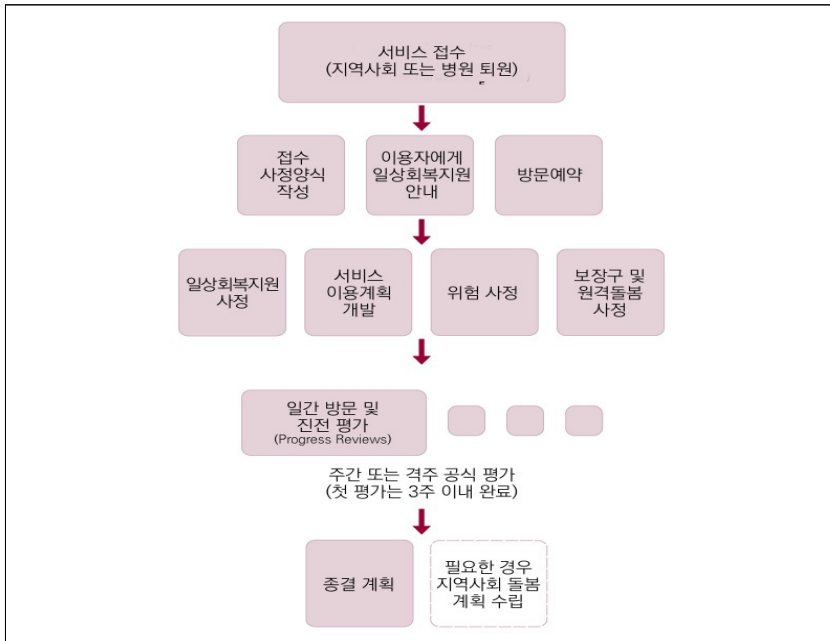 서비스 접수
(지역사회 또는 병원 퇴원)
접수
사정양식
작성
이용자에게
일상회복지원
안내
방문예약
일상회복지원
사정
서비스
이용계획
개발
위험 사정
보장구 및
원격돌봄
사정
일간 방문 및
진전 평가
(Progress Reviews)
주간 또는 격주 공식 평가
(첫 평가는 3주 이내 완료)
종결 계획
필요한 경우
지역사회 돌봄
계획 수립